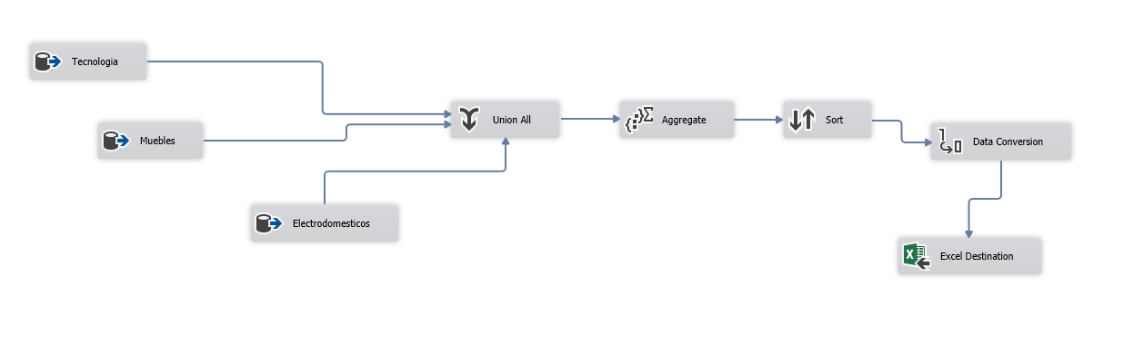 Tecnologia
Muebles
Electrodomesticos
Union All
Aggregate
Sort
Data Conversion
Excel Destination